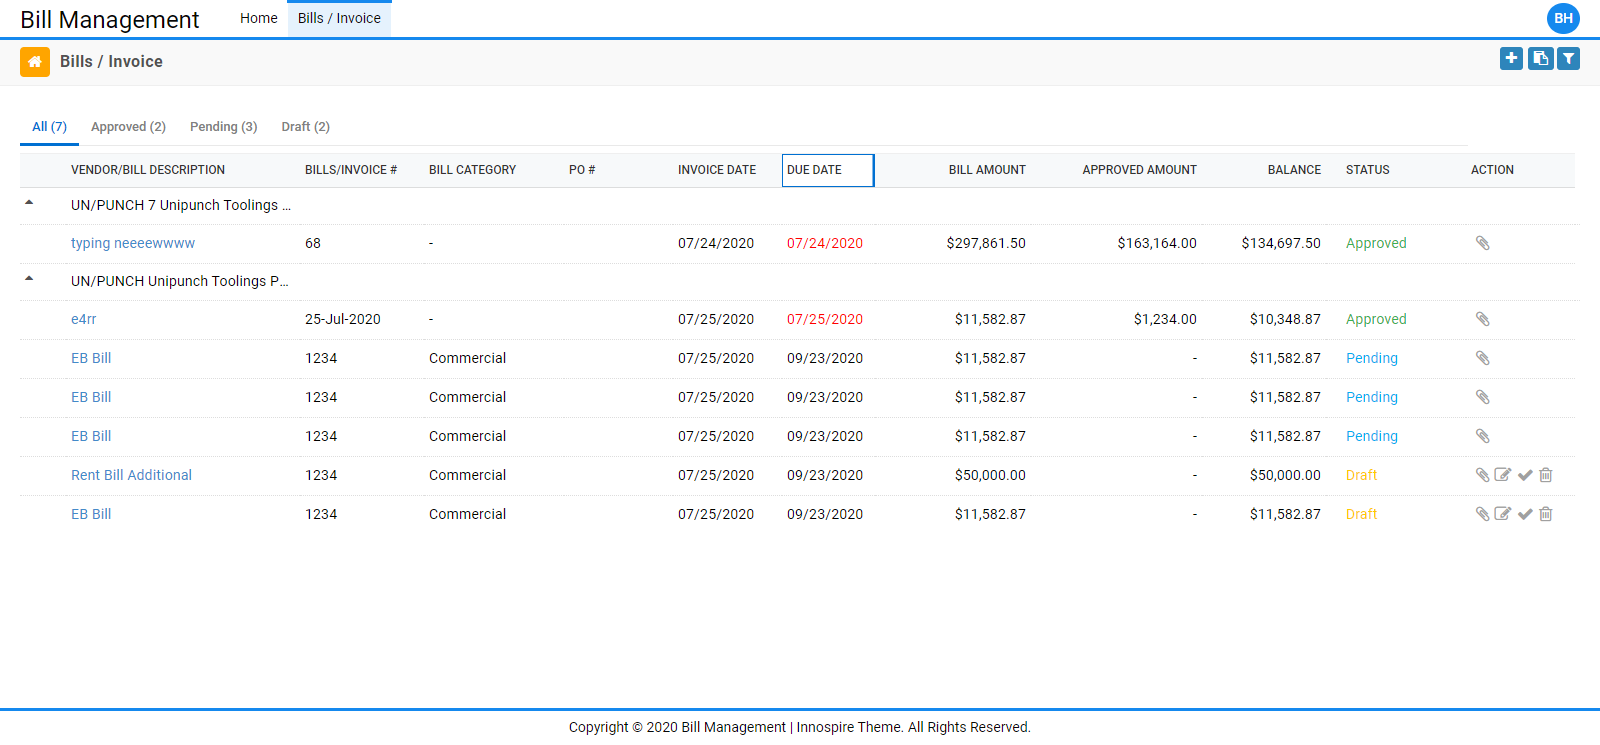 Bill Management Home Bills / Invoice BH
Bills / Invoice
All (7) Approved (2) Pending (3) Draft (2)
VENDOR/BILL DESCRIPTION BILLS/INVOICE # BILL CATEGORY PO # INVOICE DATE DUE DATE BILL AMOUNT APPROVED AMOUNT BALANCE STATUS ACTION
UN/PUNCH 7 Unipunch Toolings ...
typing neeeewwww 68 - 07/24/2020 07/24/2020 $297,861.50 $163,164.00 $134,697.50 Approved
UN/PUNCH Unipunch Toolings P...
e4rr 25-Jul-2020 - 07/25/2020 07/25/2020 $11,582.87 $1,234.00 $10,348.87 Approved
EB Bill 1234 Commercial 07/25/2020 09/23/2020 $11,582.87 - $11,582.87 Pending
EB Bill 1234 Commercial 07/25/2020 09/23/2020 $11,582.87 - $11,582.87 Pending
EB Bill 1234 Commercial 07/25/2020 09/23/2020 $11,582.87 - $11,582.87 Pending
Rent Bill Additional 1234 Commercial 07/25/2020 09/23/2020 $50,000.00 - $50,000.00 Draft
EB Bill 1234 Commercial 07/25/2020 09/23/2020 $11,582.87 - $11,582.87 Draft
Copyright © 2020 Bill Management | Innospire Theme. All Rights Reserved.